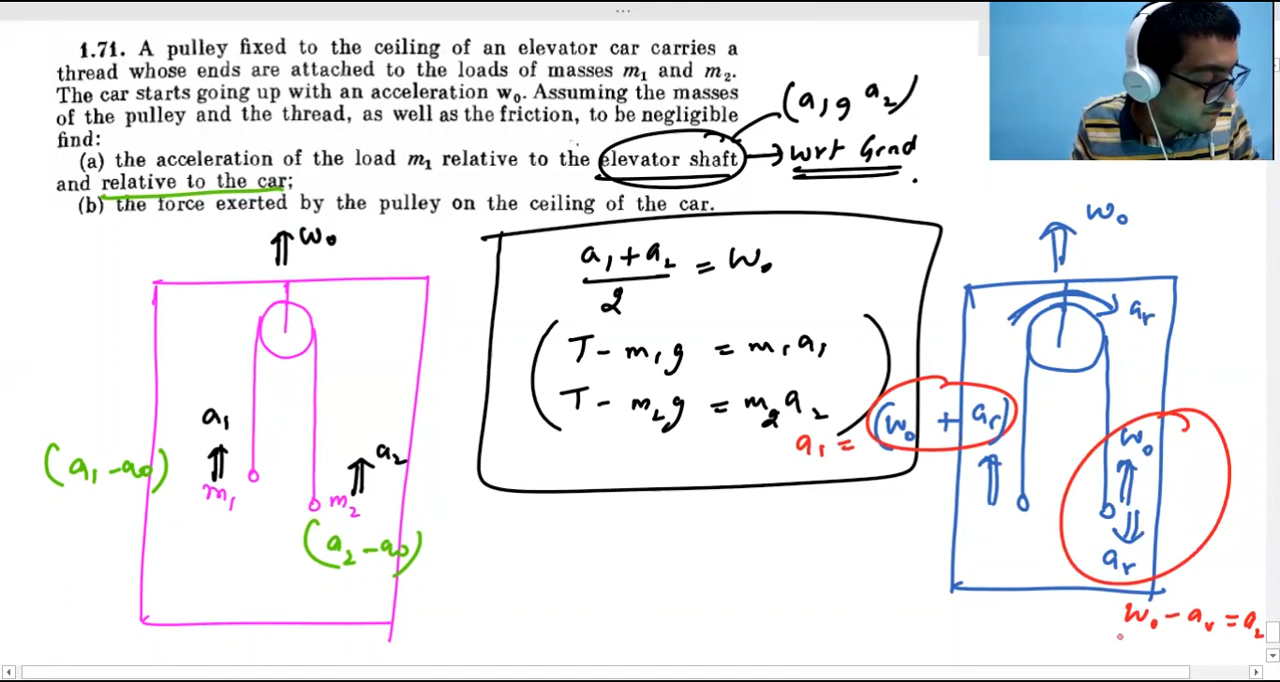 1.71. A pulley fixed to the ceiling of an elevator car carries a
thread whose ends are attached to the loads of masses m₁ and m₂.
The car starts going up with an acceleration w₀. Assuming the masses
of the pulley and the thread, as well as the friction, to be negligible
find:
(a) the acceleration of the load m₁ relative to the elevator shaft
and relative to the car;
(b) the force exerted by the pulley on the ceiling of the car.
(a₁, a₂)
wrt Grnd
w₀
a₁
(a₁ - a₀)
m₁
a₂
m₂
(a₂ - a₀)
(a₁ + a₂)/2 = w₀
T - m₁g = m₁a₁
T - m₂g = m₂a₂
w₀
aᵣ
a₁ = (w₀ + aᵣ)
w₀
aᵣ
w₀ - aᵣ = a₂